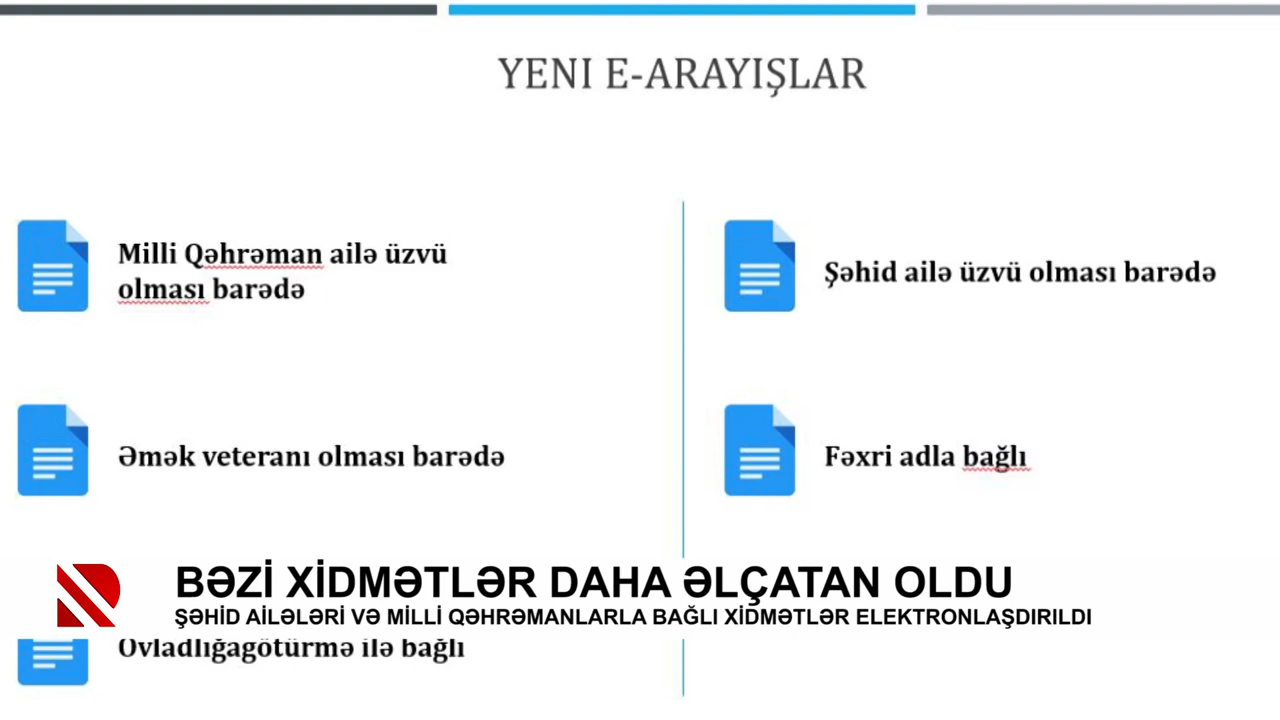 YENI E-ARAYIŞLAR
Milli Qəhrəman ailə üzvü
olması barədə
Şəhid ailə üzvü olması barədə
Əmək veteranı olması barədə
Fəxri adla bağlı
BƏZİ XİDMƏTLƏR DAHA ƏLÇATAN OLDU
ŞƏHİD AİLƏLƏRİ VƏ MİLLİ QƏHRƏMANLARLA BAĞLI XİDMƏTLƏR ELEKTRONLAŞDIRILDI
Övladlığagötürmə ilə bağlı